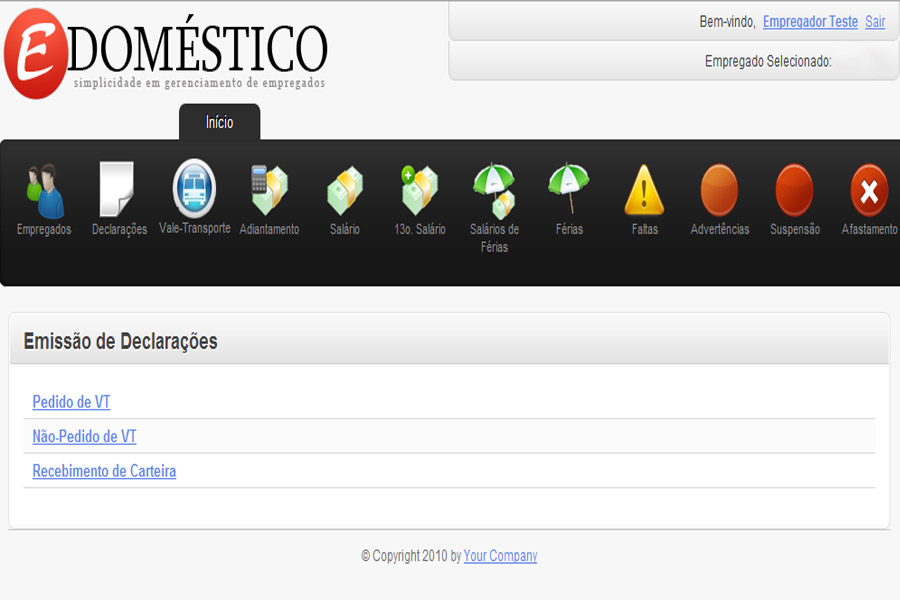 EDOMÉSTICO
simplicidade em gerenciamento de empregados
Bem-vindo, Empregador Teste Sair
Empregado Selecionado:
Início
Empregados
Declarações
Vale-Transporte
Adiantamento
Salário
13o. Salário
Salários de
Férias
Férias
Faltas
Advertências
Suspensão
Afastamento
Emissão de Declarações
Pedido de VT
Não-Pedido de VT
Recebimento de Carteira
© Copyright 2010 by Your Company